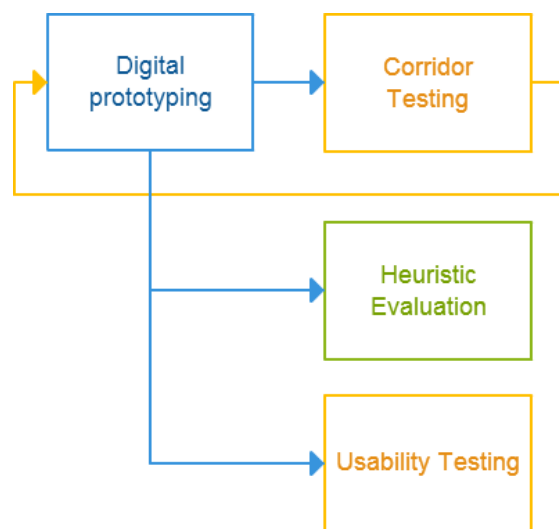 Digital
prototyping
Corridor
Testing
Heuristic
Evaluation
Usability Testing